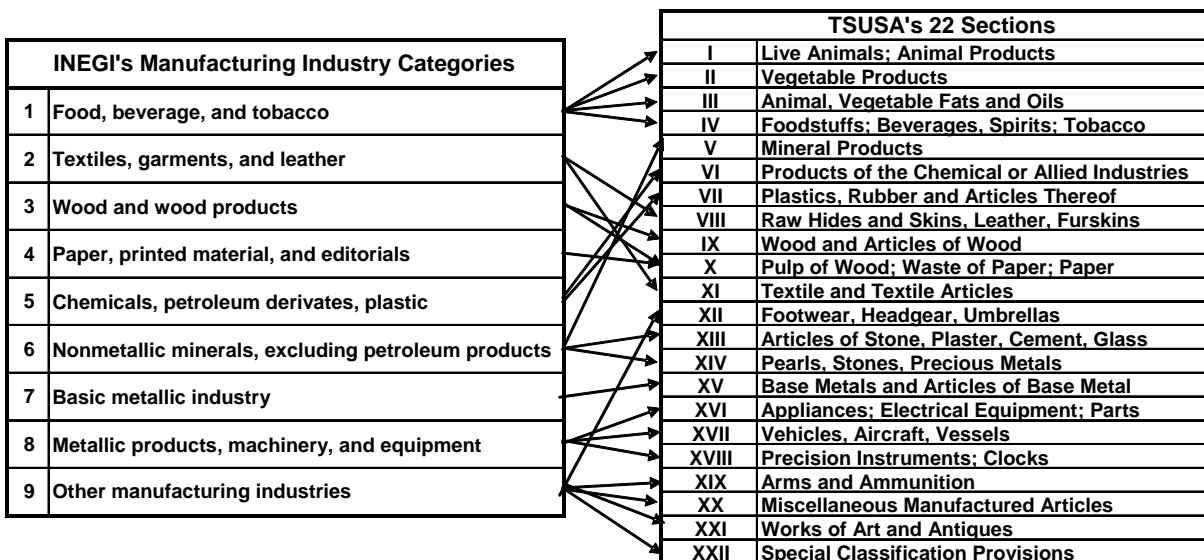 INEGI's Manufacturing Industry Categories
1 Food, beverage, and tobacco
2 Textiles, garments, and leather
3 Wood and wood products
4 Paper, printed material, and editorials
5 Chemicals, petroleum derivates, plastic
6 Nonmetallic minerals, excluding petroleum products
7 Basic metallic industry
8 Metallic products, machinery, and equipment
9 Other manufacturing industries
TSUSA's 22 Sections
I Live Animals; Animal Products
II Vegetable Products
III Animal, Vegetable Fats and Oils
IV Foodstuffs; Beverages, Spirits; Tobacco
V Mineral Products
VI Products of the Chemical or Allied Industries
VII Plastics, Rubber and Articles Thereof
VIII Raw Hides and Skins, Leather, Furskins
IX Wood and Articles of Wood
X Pulp of Wood; Waste of Paper; Paper
XI Textile and Textile Articles
XII Footwear, Headgear, Umbrellas
XIII Articles of Stone, Plaster, Cement, Glass
XIV Pearls, Stones, Precious Metals
XV Base Metals and Articles of Base Metal
XVI Appliances; Electrical Equipment; Parts
XVII Vehicles, Aircraft, Vessels
XVIII Precision Instruments; Clocks
XIX Arms and Ammunition
XX Miscellaneous Manufactured Articles
XXI Works of Art and Antiques
XXII Special Classification Provisions